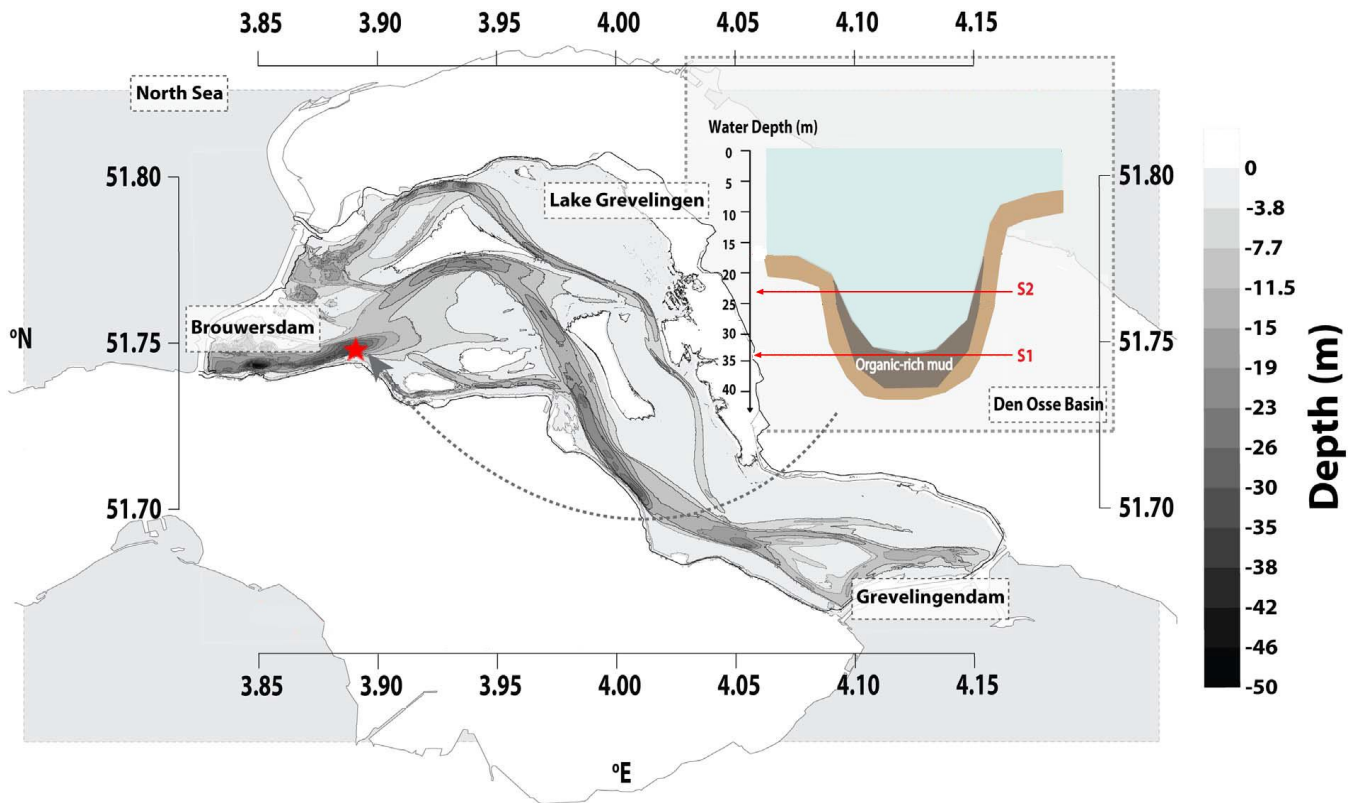 3.85 3.90 3.95 4.00 4.05 4.10 4.15
North Sea
Water Depth (m)
0
5
10
15
20
25
30
35
40
S2
S1
Organic-rich mud
Den Osse Basin
Lake Grevelingen
Brouwersdam
Grevelingendam
51.80
51.75
51.70
ºN
51.80
51.75
51.70
3.85 3.90 3.95 4.00 4.05 4.10 4.15
ºE
0
-3.8
-7.7
-11.5
-15
-19
-23
-26
-30
-35
-38
-42
-46
-50
Depth (m)